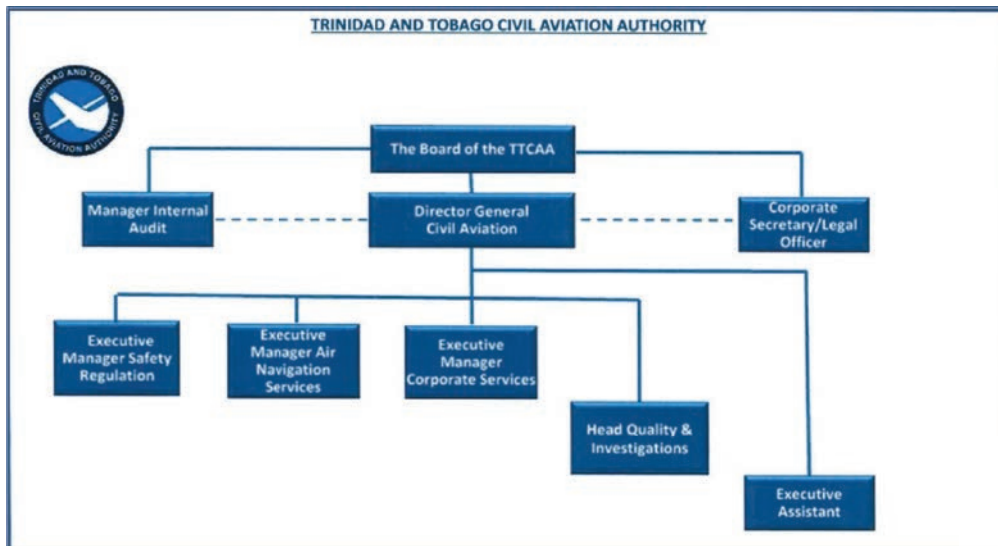 TRINIDAD AND TOBAGO CIVIL AVIATION AUTHORITY
TRINIDAD AND TOBAGO
CIVIL AVIATION AUTHORITY
The Board of the TTCAA
Manager Internal
Audit
Director General
Civil Aviation
Corporate
Secretary/Legal
Officer
Executive
Manager Safety
Regulation
Executive
Manager Air
Navigation
Services
Executive
Manager
Corporate Services
Head Quality &
Investigations
Executive
Assistant